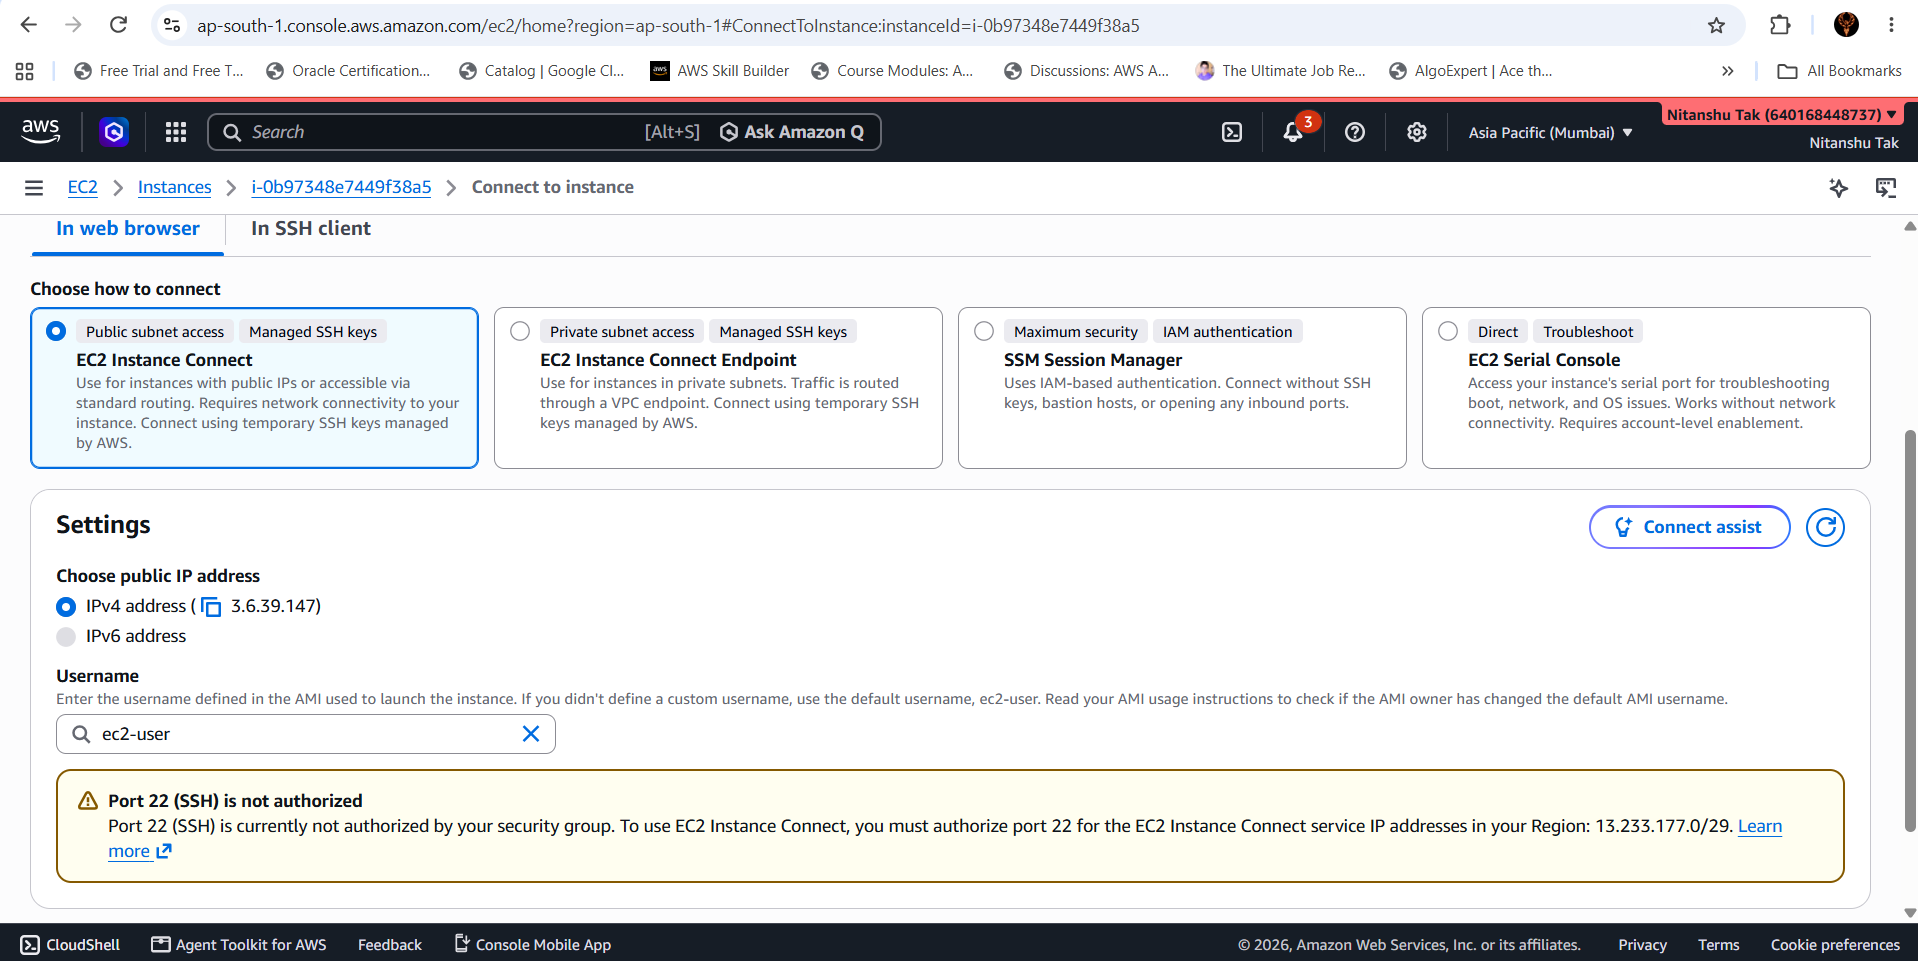 ap-south-1.console.aws.amazon.com/ec2/home?region=ap-south-1#ConnectToInstance:instanceId=i-0b97348e7449f38a5
Free Trial and Free T...
Oracle Certification...
Catalog | Google Cl...
aws
AWS Skill Builder
Course Modules: A...
Discussions: AWS A...
The Ultimate Job Re...
AlgoExpert | Ace th...
»
All Bookmarks
aws
Search
[Alt+S]
Ask Amazon Q
3
Asia Pacific (Mumbai)
Nitanshu Tak (640168448737)
Nitanshu Tak
EC2
Instances
i-0b97348e7449f38a5
Connect to instance
In web browser
In SSH client
Choose how to connect
Public subnet access
Managed SSH keys
EC2 Instance Connect
Use for instances with public IPs or accessible via
standard routing. Requires network connectivity to your
instance. Connect using temporary SSH keys managed
by AWS.
Private subnet access
Managed SSH keys
EC2 Instance Connect Endpoint
Use for instances in private subnets. Traffic is routed
through a VPC endpoint. Connect using temporary SSH
keys managed by AWS.
Maximum security
IAM authentication
SSM Session Manager
Uses IAM-based authentication. Connect without SSH
keys, bastion hosts, or opening any inbound ports.
Direct
Troubleshoot
EC2 Serial Console
Access your instance's serial port for troubleshooting
boot, network, and OS issues. Works without network
connectivity. Requires account-level enablement.
Settings
Connect assist
Choose public IP address
IPv4 address ( 3.6.39.147)
IPv6 address
Username
Enter the username defined in the AMI used to launch the instance. If you didn't define a custom username, use the default username, ec2-user. Read your AMI usage instructions to check if the AMI owner has changed the default AMI username.
ec2-user
Port 22 (SSH) is not authorized
Port 22 (SSH) is currently not authorized by your security group. To use EC2 Instance Connect, you must authorize port 22 for the EC2 Instance Connect service IP addresses in your Region: 13.233.177.0/29. Learn
more
CloudShell
Agent Toolkit for AWS
Feedback
Console Mobile App
© 2026, Amazon Web Services, Inc. or its affiliates.
Privacy
Terms
Cookie preferences